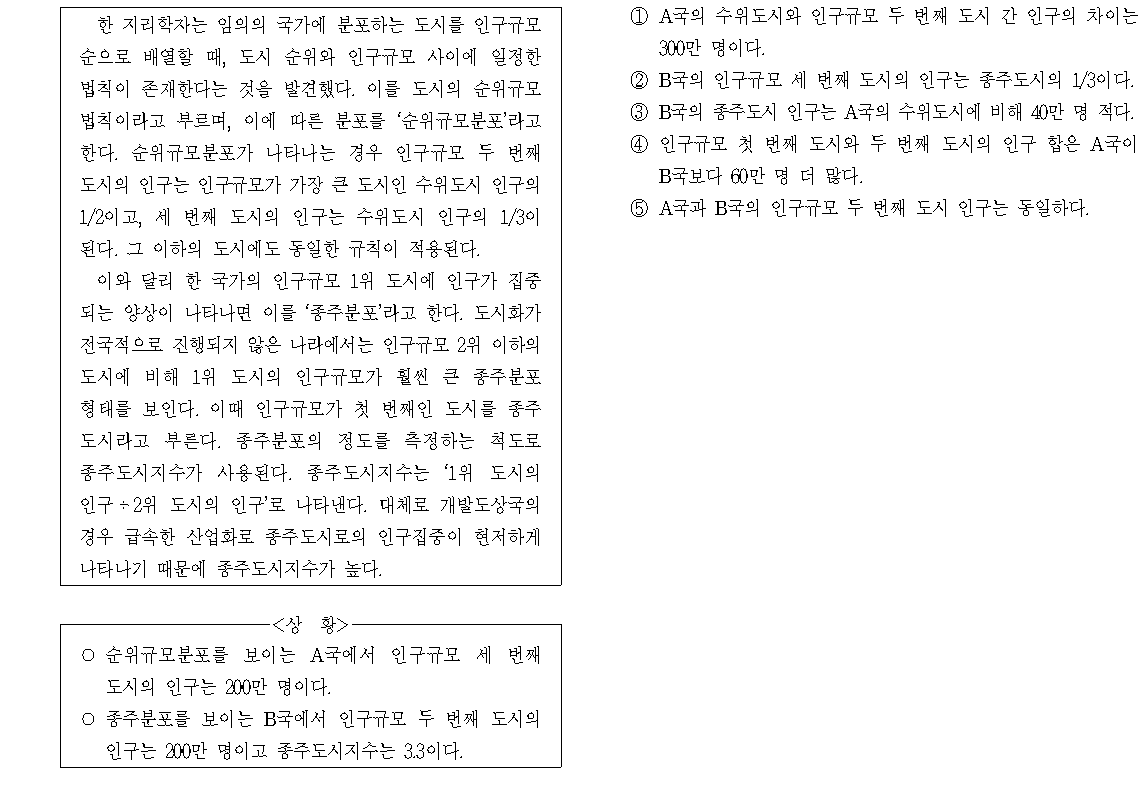 한 지리학자는 임의의 국가에 분포하는 도시를 인구규모
순으로 배열할 때, 도시 순위와 인구규모 사이에 일정한
법칙이 존재한다는 것을 발견했다. 이를 도시의 순위규모
법칙이라고 부르며, 이에 따른 분포를 ‘순위규모분포’라고
한다. 순위규모분포가 나타나는 경우 인구규모 두 번째
도시의 인구는 인구규모가 가장 큰 도시인 수위도시 인구의
1/2이고, 세 번째 도시의 인구는 수위도시 인구의 1/3이
된다. 그 이하의 도시에도 동일한 규칙이 적용된다.
이와 달리 한 국가의 인구규모 1위 도시에 인구가 집중
되는 양상이 나타나면 이를 ‘종주분포’라고 한다. 도시화가
전국적으로 진행되지 않은 나라에서는 인구규모 2위 이하의
도시에 비해 1위 도시의 인구규모가 훨씬 큰 종주분포
형태를 보인다. 이때 인구규모가 첫 번째인 도시를 종주
도시라고 부른다. 종주분포의 정도를 측정하는 척도로
종주도시지수가 사용된다. 종주도시지수는 ‘1위 도시의
인구÷2위 도시의 인구’로 나타낸다. 대체로 개발도상국의
경우 급속한 산업화로 종주도시로의 인구집중이 현저하게
나타나기 때문에 종주도시지수가 높다.
<상 황>
○ 순위규모분포를 보이는 A국에서 인구규모 세 번째
도시의 인구는 200만 명이다.
○ 종주분포를 보이는 B국에서 인구규모 두 번째 도시의
인구는 200만 명이고 종주도시지수는 3.3이다.
① A국의 수위도시와 인구규모 두 번째 도시 간 인구의 차이는
300만 명이다.
② B국의 인구규모 세 번째 도시의 인구는 종주도시의 1/3이다.
③ B국의 종주도시 인구는 A국의 수위도시에 비해 40만 명 적다.
④ 인구규모 첫 번째 도시와 두 번째 도시의 인구 합은 A국이
B국보다 60만 명 더 많다.
⑤ A국과 B국의 인구규모 두 번째 도시 인구는 동일하다.